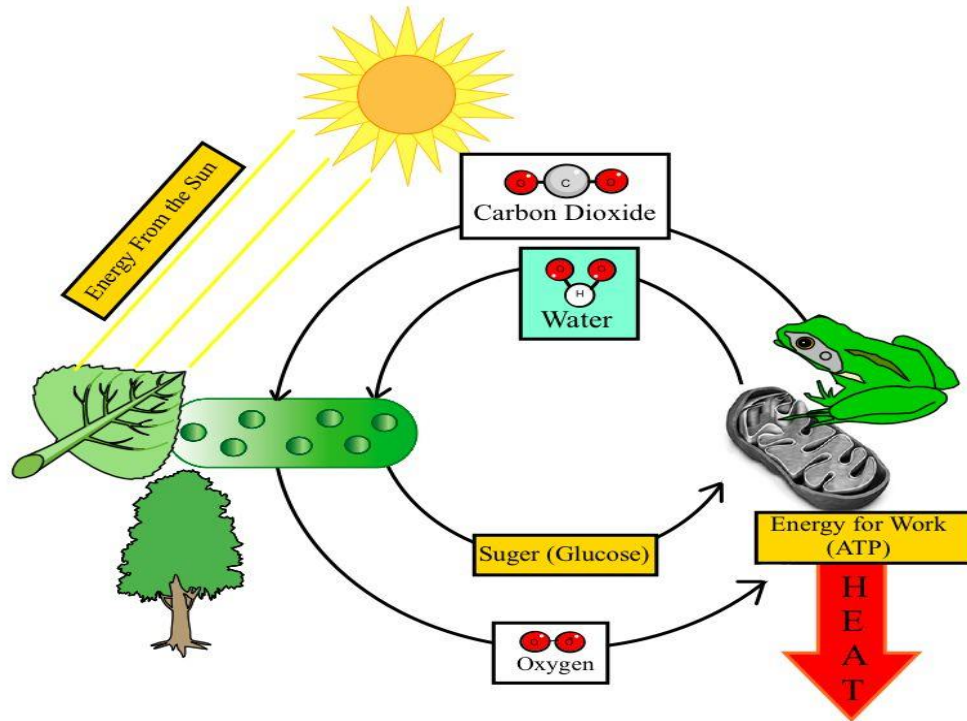 Energy From the Sun
O C O
Carbon Dioxide
O O
H
Water
Suger (Glucose)
O O
Oxygen
Energy for Work
(ATP)
H
E
A
T